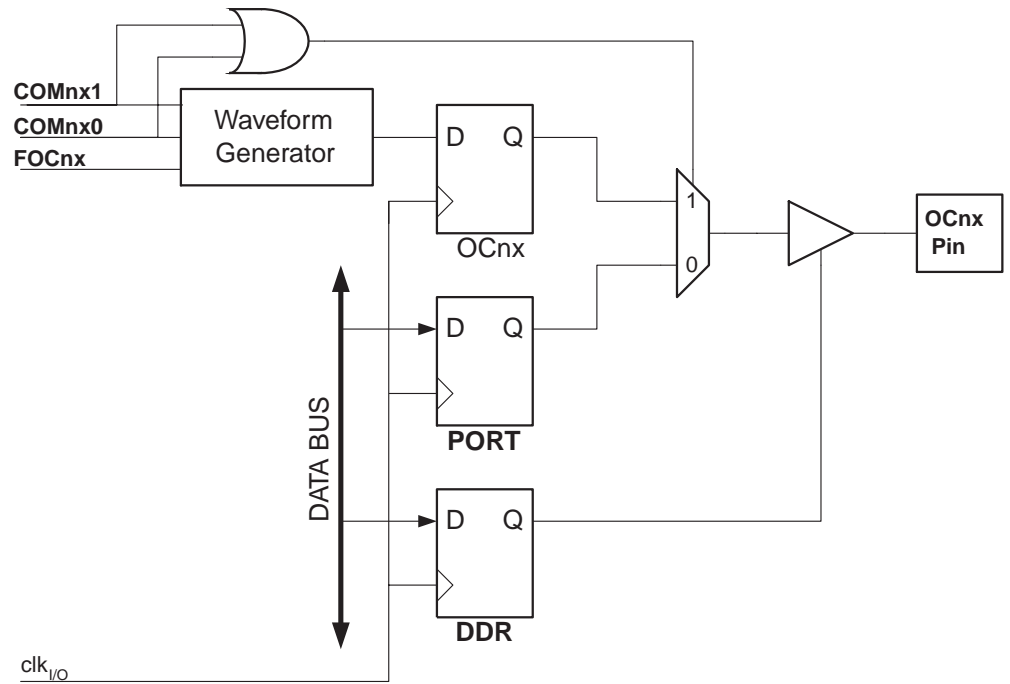 COMnx1
COMnx0
FOCnx
Waveform
Generator
D Q
OCnx
1
0
OCnx
Pin
D Q
PORT
DATA BUS
D Q
DDR
clkI/O